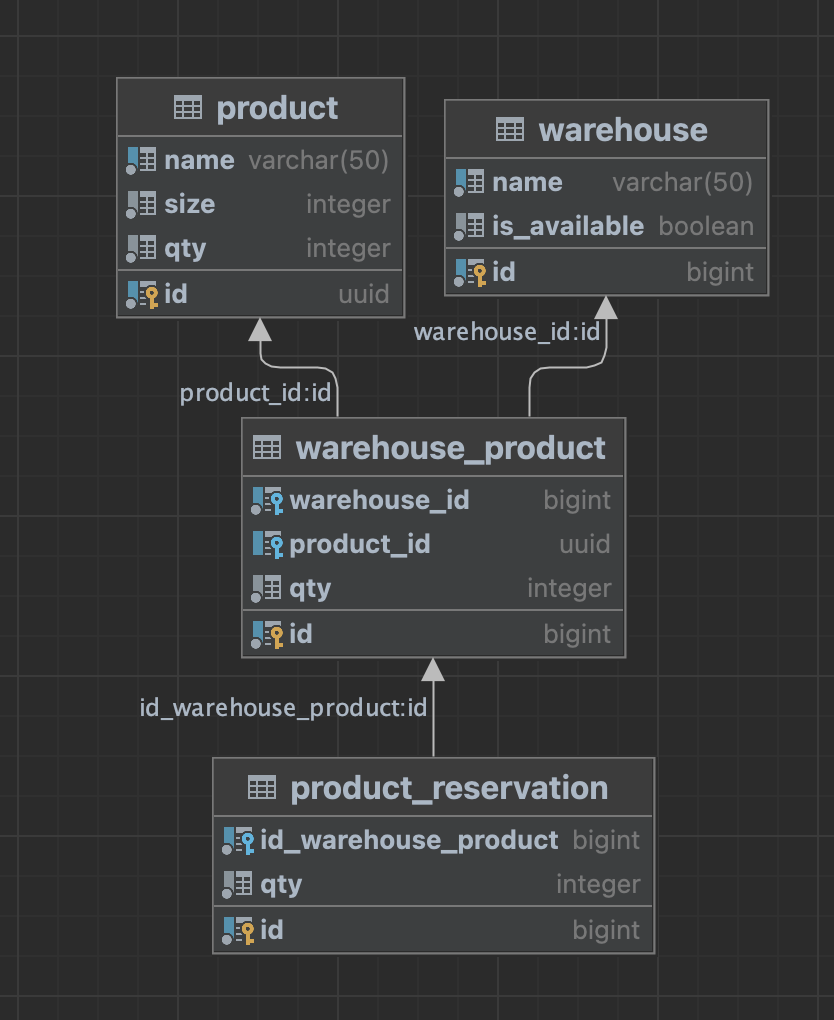 product
name varchar(50)
size integer
qty integer
id uuid
warehouse
name varchar(50)
is_available boolean
id bigint
warehouse_id:id
product_id:id
warehouse_product
warehouse_id bigint
product_id uuid
qty integer
id bigint
id_warehouse_product:id
product_reservation
id_warehouse_product bigint
qty integer
id bigint